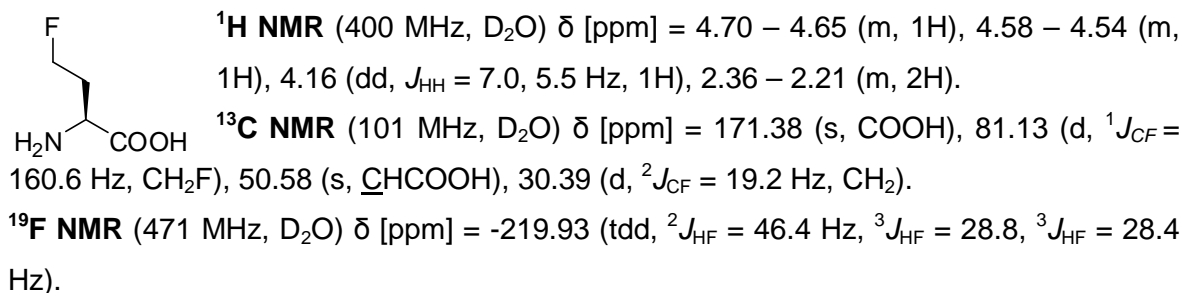 F
H₂N COOH
¹H NMR (400 MHz, D₂O) δ [ppm] = 4.70 – 4.65 (m, 1H), 4.58 – 4.54 (m,
1H), 4.16 (dd, J_HH = 7.0, 5.5 Hz, 1H), 2.36 – 2.21 (m, 2H).
¹³C NMR (101 MHz, D₂O) δ [ppm] = 171.38 (s, COOH), 81.13 (d, ¹J_CF =
160.6 Hz, CH₂F), 50.58 (s, CHCOOH), 30.39 (d, ²J_CF = 19.2 Hz, CH₂).
¹⁹F NMR (471 MHz, D₂O) δ [ppm] = -219.93 (tdd, ²J_HF = 46.4 Hz, ³J_HF = 28.8, ³J_HF = 28.4
Hz).